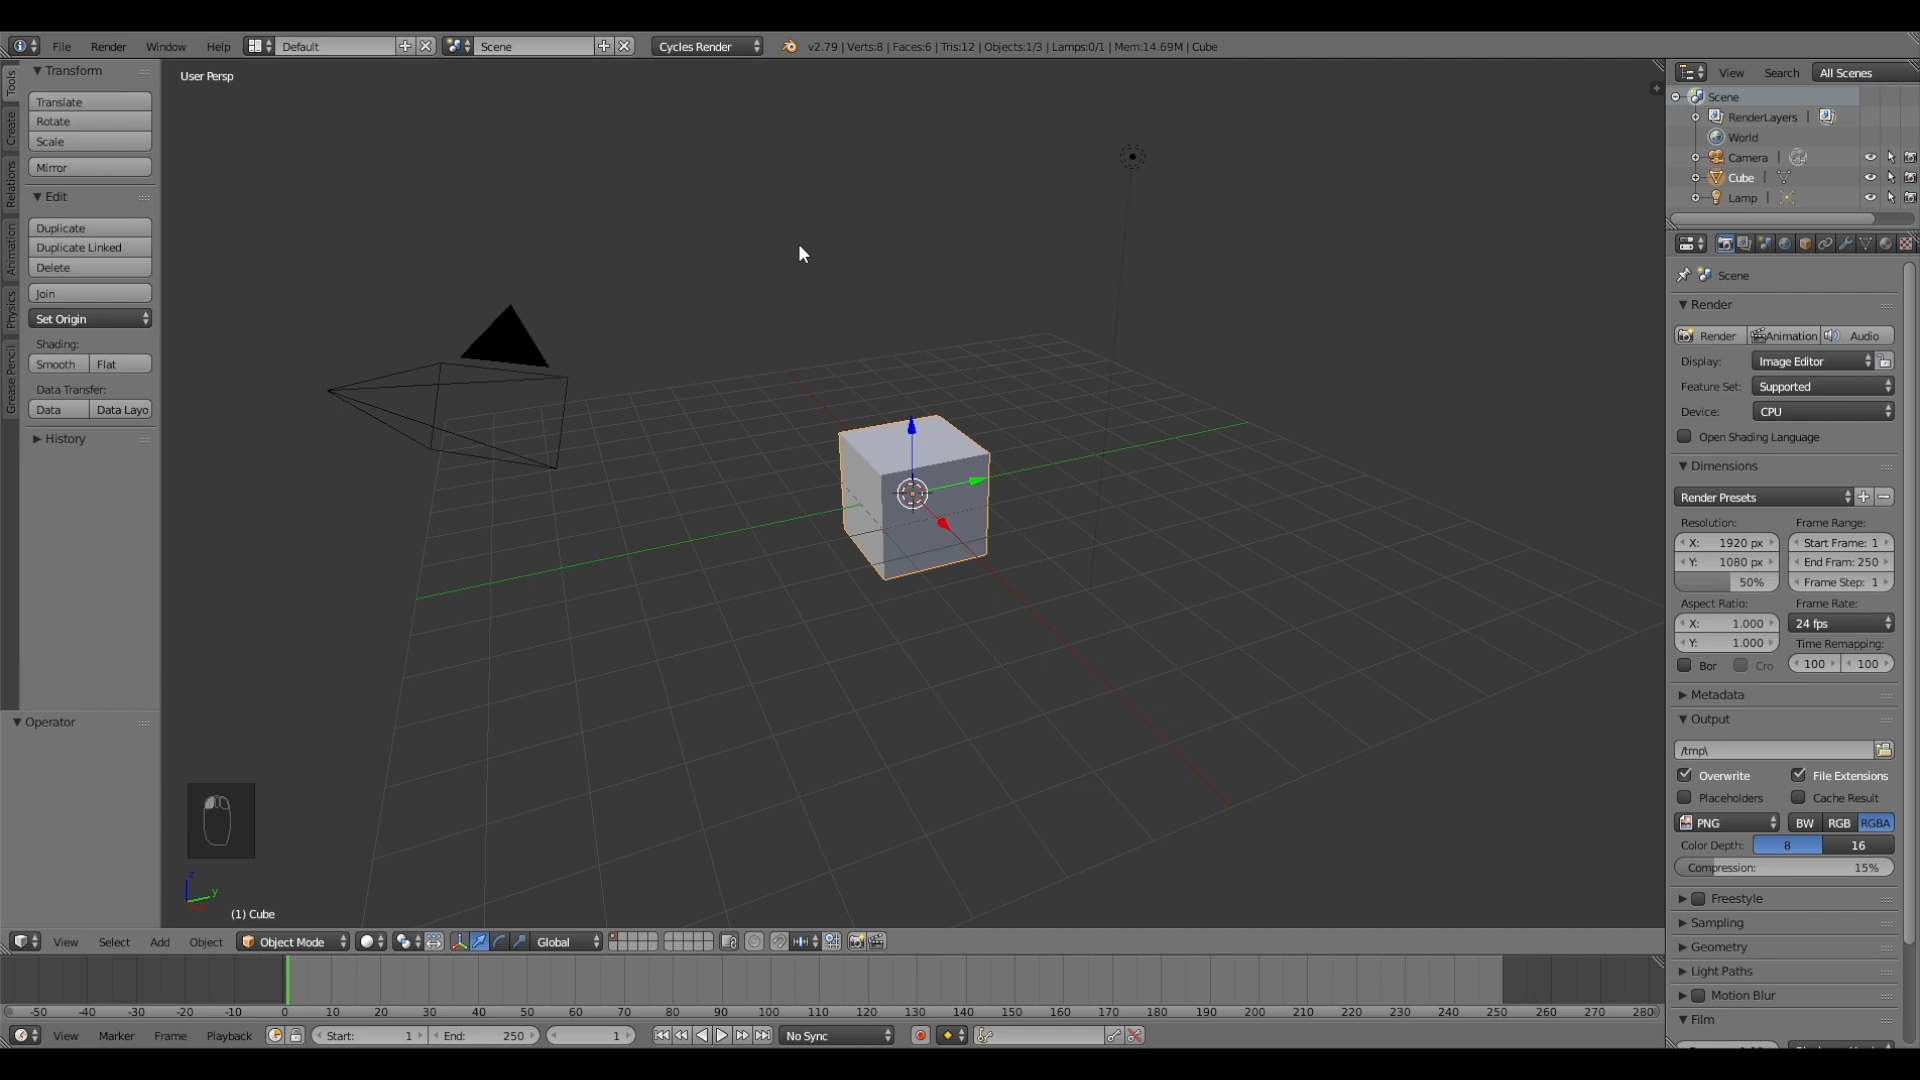 File Render Window Help Default Scene Cycles Render v2.79 | Verts:8 | Faces:6 | Tris:12 | Objects:1/3 | Lamps:0/1 | Mem:14.69M | Cube
Tools
Create
Relations
Animation
Physics
Grease Pencil
Transform
Translate
Rotate
Scale
Mirror
Edit
Duplicate
Duplicate Linked
Delete
Join
Set Origin
Shading:
Smooth Flat
Data Transfer:
Data Data Layo
History
Operator
User Persp
z
y
(1) Cube
View Select Add Object Object Mode Global
-50 -40 -30 -20 -10 0 10 20 30 40 50 60 70 80 90 100 110 120 130 140 150 160 170 180 190 200 210 220 230 240 250 260 270 280
View Marker Frame Playback Start: 1 End: 250 1 No Sync
View Search All Scenes
Scene
RenderLayers |
World
Camera |
Cube |
Lamp |
Scene
Render
Render Animation Audio
Display: Image Editor
Feature Set: Supported
Device: CPU
Open Shading Language
Dimensions
Render Presets
Resolution: Frame Range:
X: 1920 px Start Frame: 1
Y: 1080 px End Fram: 250
50% Frame Step: 1
Aspect Ratio: Frame Rate:
X: 1.000 24 fps
Y: 1.000 Time Remapping:
Bor Cro 100 100
Metadata
Output
/tmp\
Overwrite File Extensions
Placeholders Cache Result
PNG BW RGB RGBA
Color Depth: 8 16
Compression: 15%
Freestyle
Sampling
Geometry
Light Paths
Motion Blur
Film